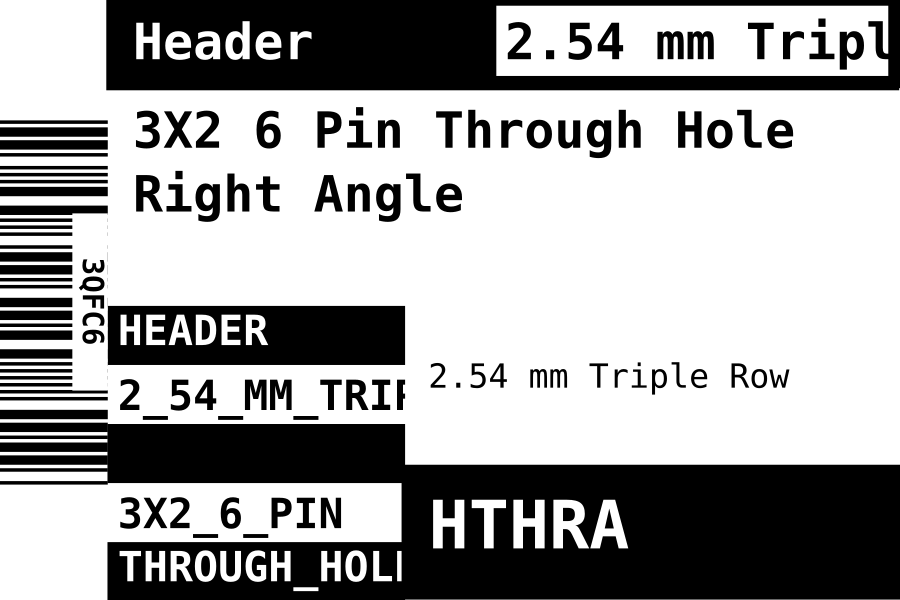 Header
2.54 mm Tripl
3X2 6 Pin Through Hole
Right Angle
3QFC6
HEADER
2_54_MM_TRIP
2.54 mm Triple Row
3X2_6_PIN
HTHRA
THROUGH_HOLE